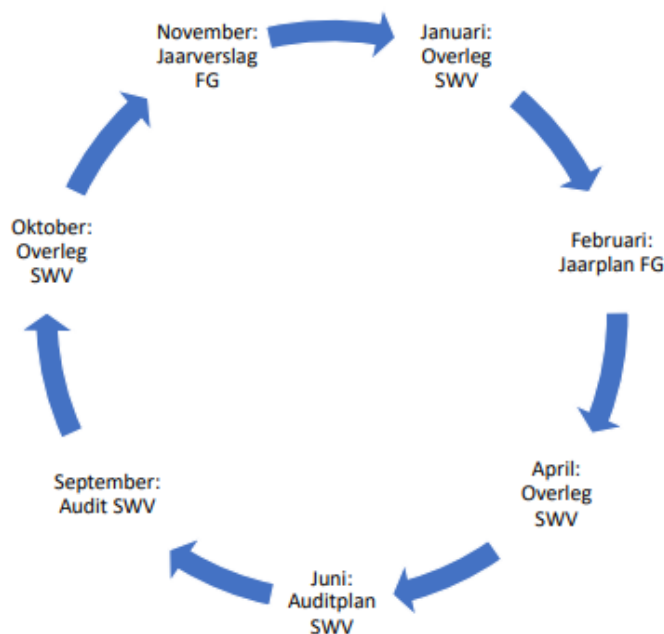 November:
Jaarverslag
FG
Januari:
Overleg
SWV
Februari:
Jaarplan FG
April:
Overleg
SWV
Juni:
Auditplan
SWV
September:
Audit SWV
Oktober:
Overleg
SWV